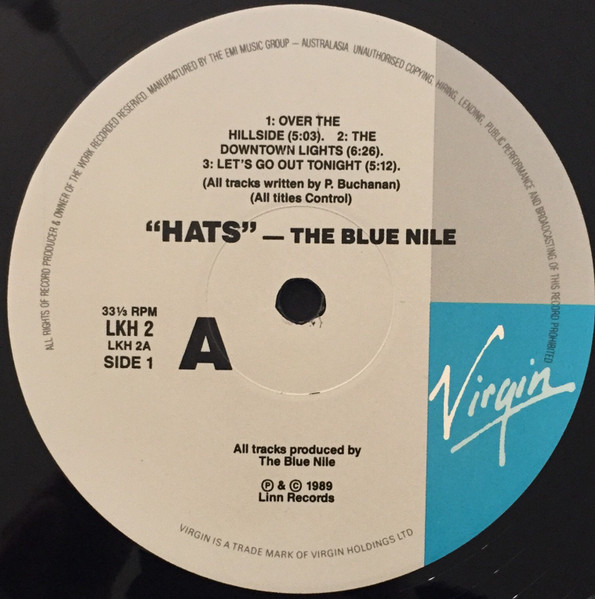 ALL RIGHTS OF RECORD PRODUCER & OWNER OF THE WORK RECORDED RESERVED. MANUFACTURED BY THE EMI MUSIC GROUP — AUSTRALASIA UNAUTHORISED COPYING, HIRING, LENDING, PUBLIC PERFORMANCE AND BROADCASTING OF THIS RECORD PROHIBITED
1: OVER THE
HILLSIDE (5:03). 2: THE
DOWNTOWN LIGHTS (6:26).
3: LET'S GO OUT TONIGHT (5:12).
(All tracks written by P. Buchanan)
(All titles Control)
“HATS” — THE BLUE NILE
33⅓ RPM
LKH 2
LKH 2A
SIDE 1
A
Virgin
All tracks produced by
The Blue Nile
Ⓟ & © 1989
Linn Records
VIRGIN IS A TRADE MARK OF VIRGIN HOLDINGS LTD